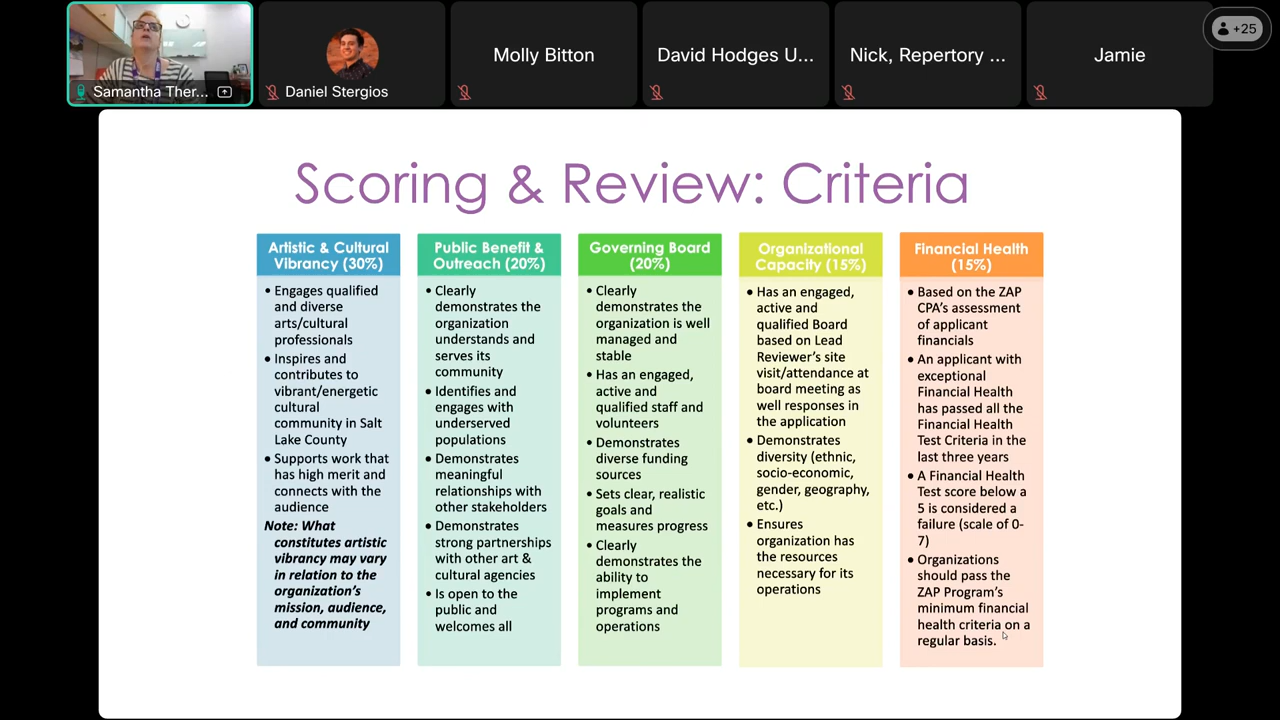 Samantha Ther...
Daniel Stergios
Molly Bitton
David Hodges U...
Nick, Repertory ...
Jamie
+25
Scoring & Review: Criteria
Artistic & Cultural
Vibrancy (30%)
• Engages qualified
and diverse
arts/cultural
professionals
• Inspires and
contributes to
vibrant/energetic
cultural
community in Salt
Lake County
• Supports work that
has high merit and
connects with the
audience
Note: What
constitutes artistic
vibrancy may vary
in relation to the
organization's
mission, audience,
and community
Public Benefit &
Outreach (20%)
• Clearly
demonstrates the
organization
understands and
serves its
community
• Identifies and
engages with
underserved
populations
• Demonstrates
meaningful
relationships with
other stakeholders
• Demonstrates
strong partnerships
with other art &
cultural agencies
• Is open to the
public and
welcomes all
Governing Board
(20%)
• Clearly
demonstrates the
organization is well
managed and
stable
• Has an engaged,
active and
qualified staff and
volunteers
• Demonstrates
diverse funding
sources
• Sets clear, realistic
goals and
measures progress
• Clearly
demonstrates the
ability to
implement
programs and
operations
Organizational
Capacity (15%)
• Has an engaged,
active and
qualified Board
based on Lead
Reviewer's site
visit/attendance at
board meeting as
well responses in
the application
• Demonstrates
diversity (ethnic,
socio-economic,
gender, geography,
etc.)
• Ensures
organization has
the resources
necessary for its
operations
Financial Health
(15%)
• Based on the ZAP
CPA's assessment
of applicant
financials
• An applicant with
exceptional
Financial Health
has passed all the
Financial Health
Test Criteria in the
last three years
• A Financial Health
Test score below a
5 is considered a
failure (scale of 0-
7)
• Organizations
should pass the
ZAP Program's
minimum financial
health criteria on a
regular basis.